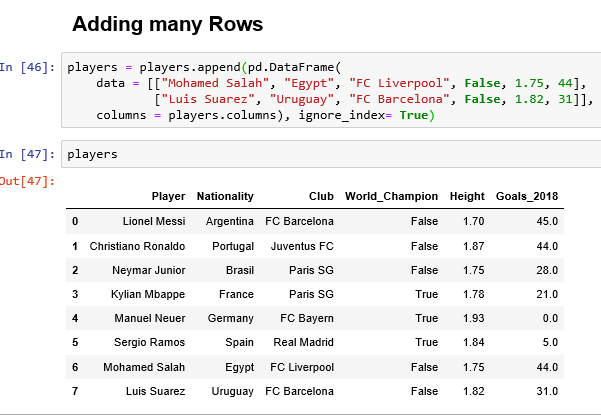 Adding many Rows
In [46]: players = players.append(pd.DataFrame(
data = [["Mohamed Salah", "Egypt", "FC Liverpool", False, 1.75, 44],
["Luis Suarez", "Uruguay", "FC Barcelona", False, 1.82, 31]],
columns = players.columns), ignore_index= True)
In [47]: players
Out[47]:
Player Nationality Club World_Champion Height Goals_2018
0 Lionel Messi Argentina FC Barcelona False 1.70 45.0
1 Christiano Ronaldo Portugal Juventus FC False 1.87 44.0
2 Neymar Junior Brasil Paris SG False 1.75 28.0
3 Kylian Mbappe France Paris SG True 1.78 21.0
4 Manuel Neuer Germany FC Bayern True 1.93 0.0
5 Sergio Ramos Spain Real Madrid True 1.84 5.0
6 Mohamed Salah Egypt FC Liverpool False 1.75 44.0
7 Luis Suarez Uruguay FC Barcelona False 1.82 31.0